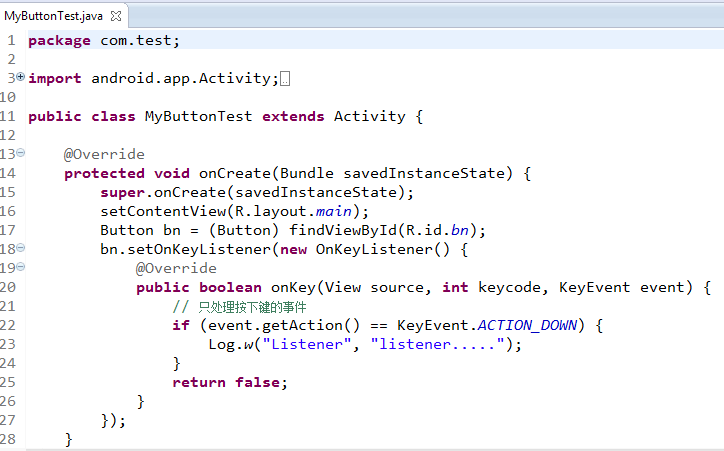 MyButtonTest.java
1 package com.test;
2
3 import android.app.Activity;
10
11 public class MyButtonTest extends Activity {
12
13 @Override
14 protected void onCreate(Bundle savedInstanceState) {
15 super.onCreate(savedInstanceState);
16 setContentView(R.layout.main);
17 Button bn = (Button) findViewById(R.id.bn);
18 bn.setOnKeyListener(new OnKeyListener() {
19 @Override
20 public boolean onKey(View source, int keycode, KeyEvent event) {
21 // 只处理按下键的事件
22 if (event.getAction() == KeyEvent.ACTION_DOWN) {
23 Log.w("Listener", "listener.....");
24 }
25 return false;
26 }
27 });
28 }